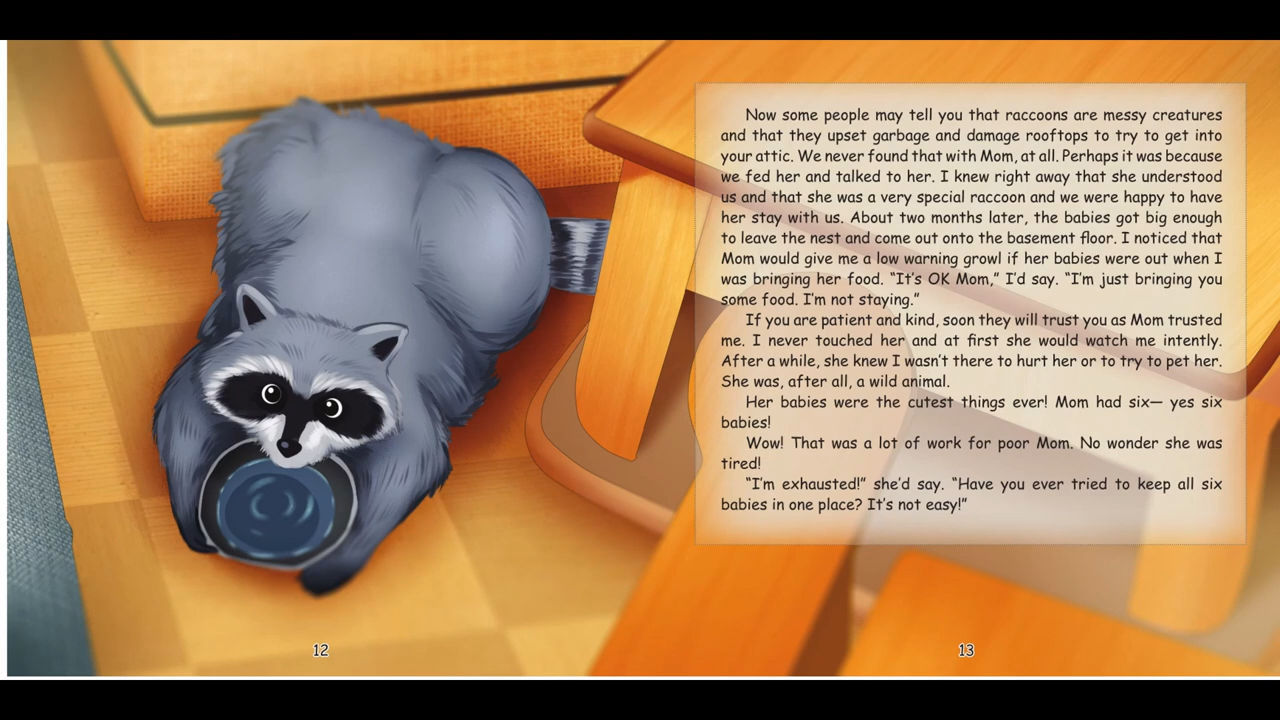 Now some people may tell you that raccoons are messy creatures
and that they upset garbage and damage rooftops to try to get into
your attic. We never found that with Mom, at all. Perhaps it was because
we fed her and talked to her. I knew right away that she understood
us and that she was a very special raccoon and we were happy to have
her stay with us. About two months later, the babies got big enough
to leave the nest and come out onto the basement floor. I noticed that
Mom would give me a low warning growl if her babies were out when I
was bringing her food. “It’s OK Mom,” I’d say. “I’m just bringing you
some food. I’m not staying.”
If you are patient and kind, soon they will trust you as Mom trusted
me. I never touched her and at first she would watch me intently.
After a while, she knew I wasn’t there to hurt her or to try to pet her.
She was, after all, a wild animal.
Her babies were the cutest things ever! Mom had six— yes six
babies!
Wow! That was a lot of work for poor Mom. No wonder she was
tired!
“I’m exhausted!” she’d say. “Have you ever tried to keep all six
babies in one place? It’s not easy!”
12
13